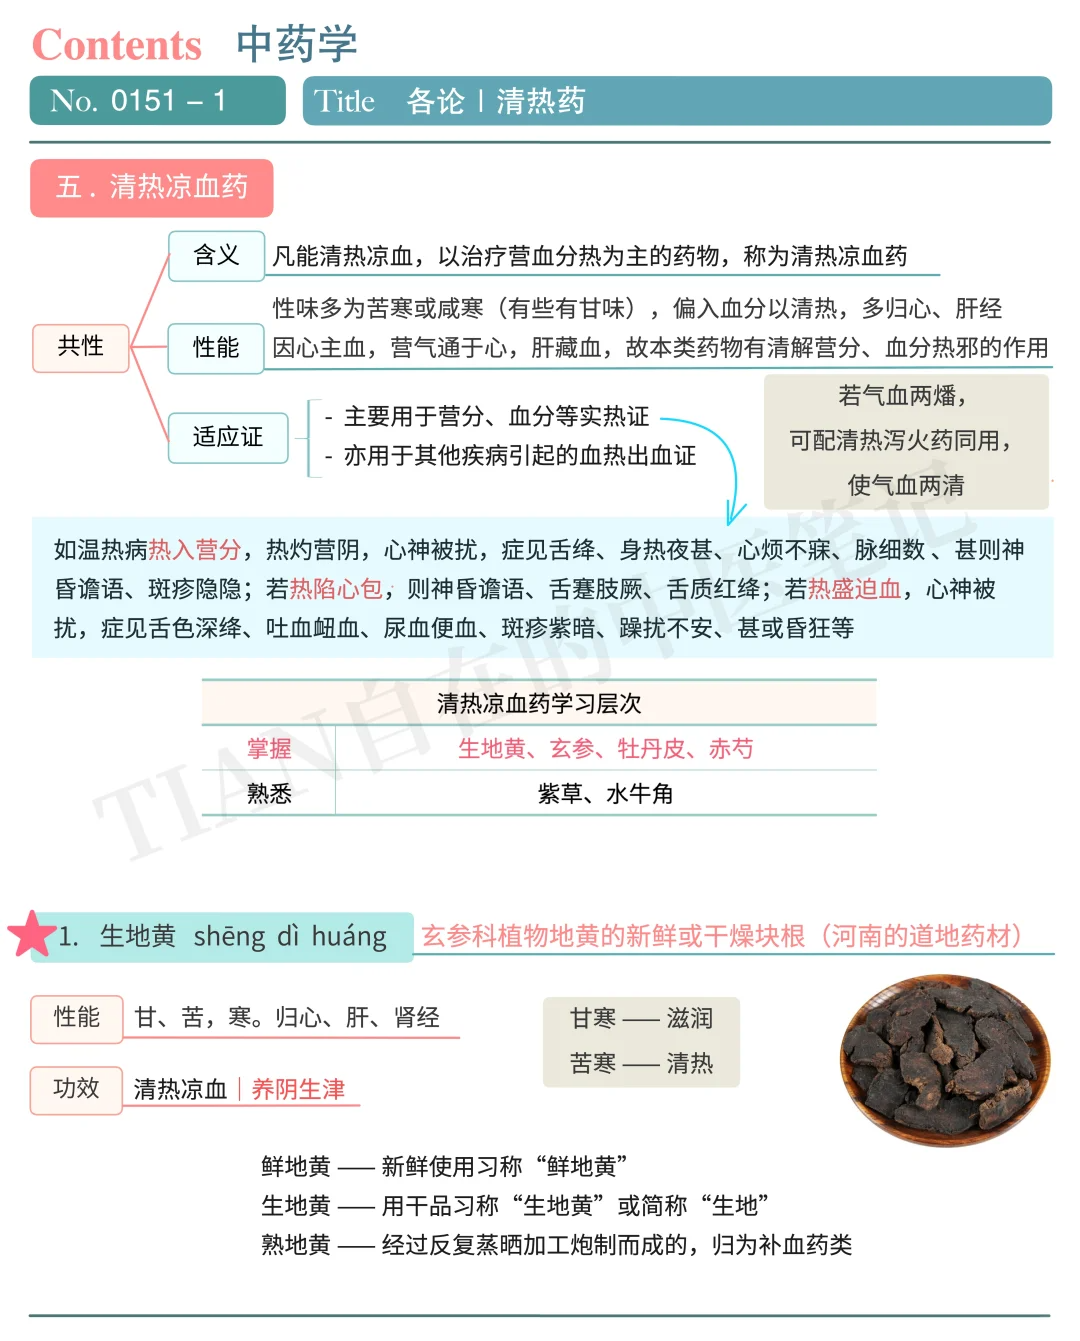 Contents 中药学
No. 0151 – 1
Title 各论 | 清热药
五 . 清热凉血药
共性
含义
凡能清热凉血，以治疗营血分热为主的药物，称为清热凉血药
性能
性味多为苦寒或咸寒（有些有甘味），偏入血分以清热，多归心、肝经
因心主血，营气通于心，肝藏血，故本类药物有清解营分、血分热邪的作用
适应证
- 主要用于营分、血分等实热证
- 亦用于其他疾病引起的血热出血证
若气血两燔，
可配清热泻火药同用，
使气血两清
如温热病热入营分，热灼营阴，心神被扰，症见舌绛、身热夜甚、心烦不寐、脉细数 、甚则神
昏谵语、斑疹隐隐；若热陷心包，则神昏谵语、舌蹇肢厥、舌质红绛；若热盛迫血，心神被
扰，症见舌色深绛、吐血衄血、尿血便血、斑疹紫暗、躁扰不安、甚或昏狂等
清热凉血药学习层次
掌握 生地黄、玄参、牡丹皮、赤芍
熟悉 紫草、水牛角
TIAN自在的中医笔记
1. 生地黄 shēng dì huáng 玄参科植物地黄的新鲜或干燥块根（河南的道地药材）
性能 甘、苦，寒。归心、肝、肾经
甘寒 —— 滋润
苦寒 —— 清热
功效 清热凉血｜养阴生津
鲜地黄 —— 新鲜使用习称“鲜地黄”
生地黄 —— 用干品习称“生地黄”或简称“生地”
熟地黄 —— 经过反复蒸晒加工炮制而成的，归为补血药类